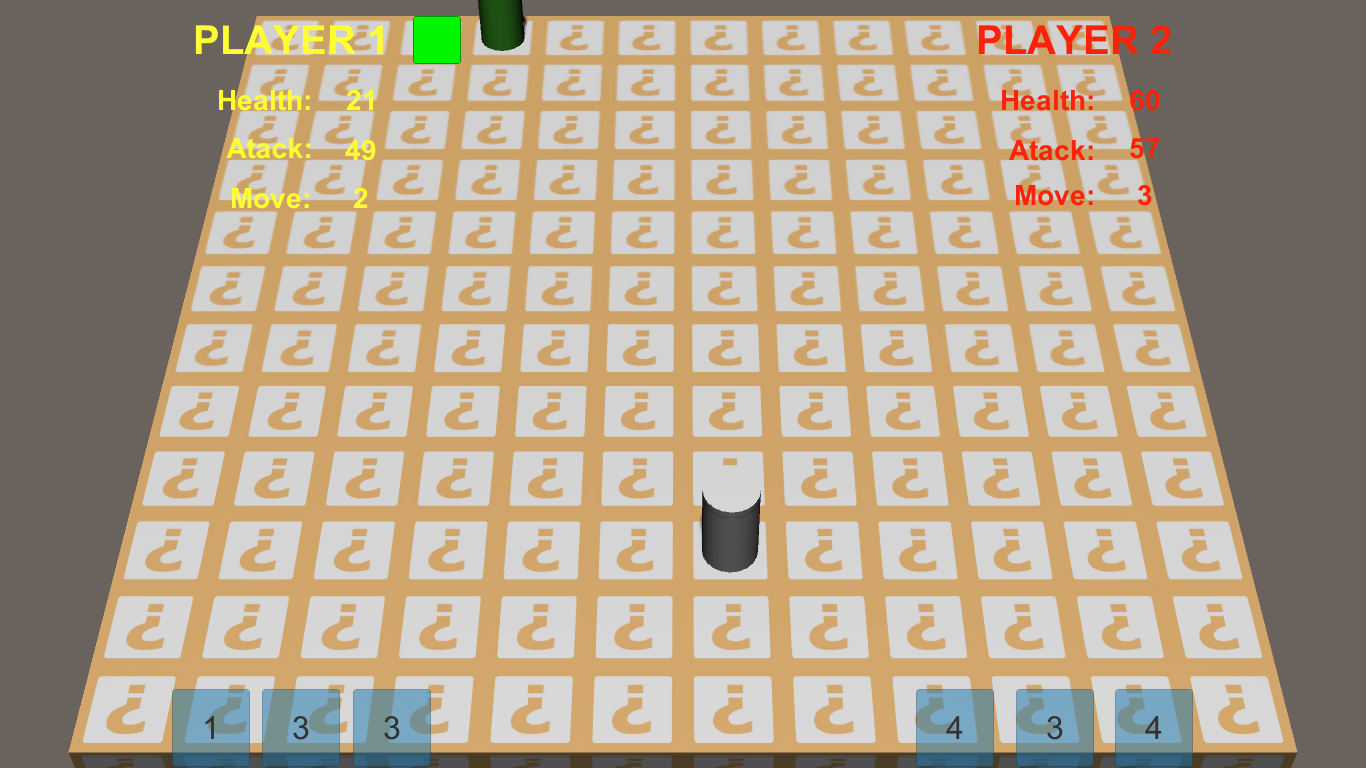 PLAYER 1
Health: 21
Atack: 49
Move: 2
PLAYER 2
Health: 60
Atack: 57
Move: 3
1 3 3
4 3 4